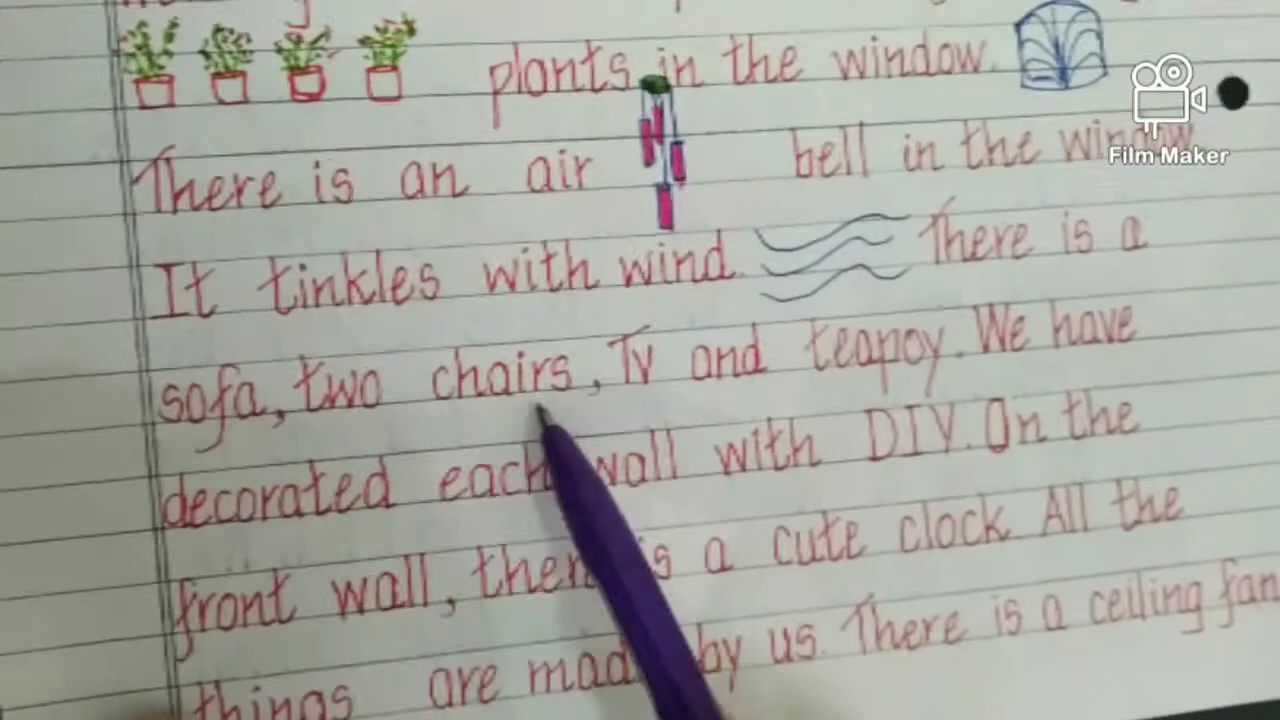 plants in the window.
There is an air bell in the window
It tinkles with wind. There is a
sofa, two chairs, Tv and teapoy. We have
decorated each wall with DIY. On the
front wall, there is a cute clock. All the
things are made by us. There is a ceiling fan
Film Maker